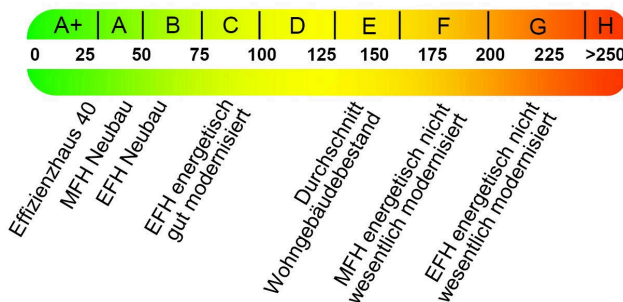 A+ A B C D E F G H
0 25 50 75 100 125 150 175 200 225 >250
Effizienzhaus 40
MFH Neubau
EFH Neubau
EFH energetisch
gut modernisiert
Durchschnitt
Wohngebäudebestand
MFH energetisch nicht
wesentlich modernisiert
EFH energetisch nicht
wesentlich modernisiert